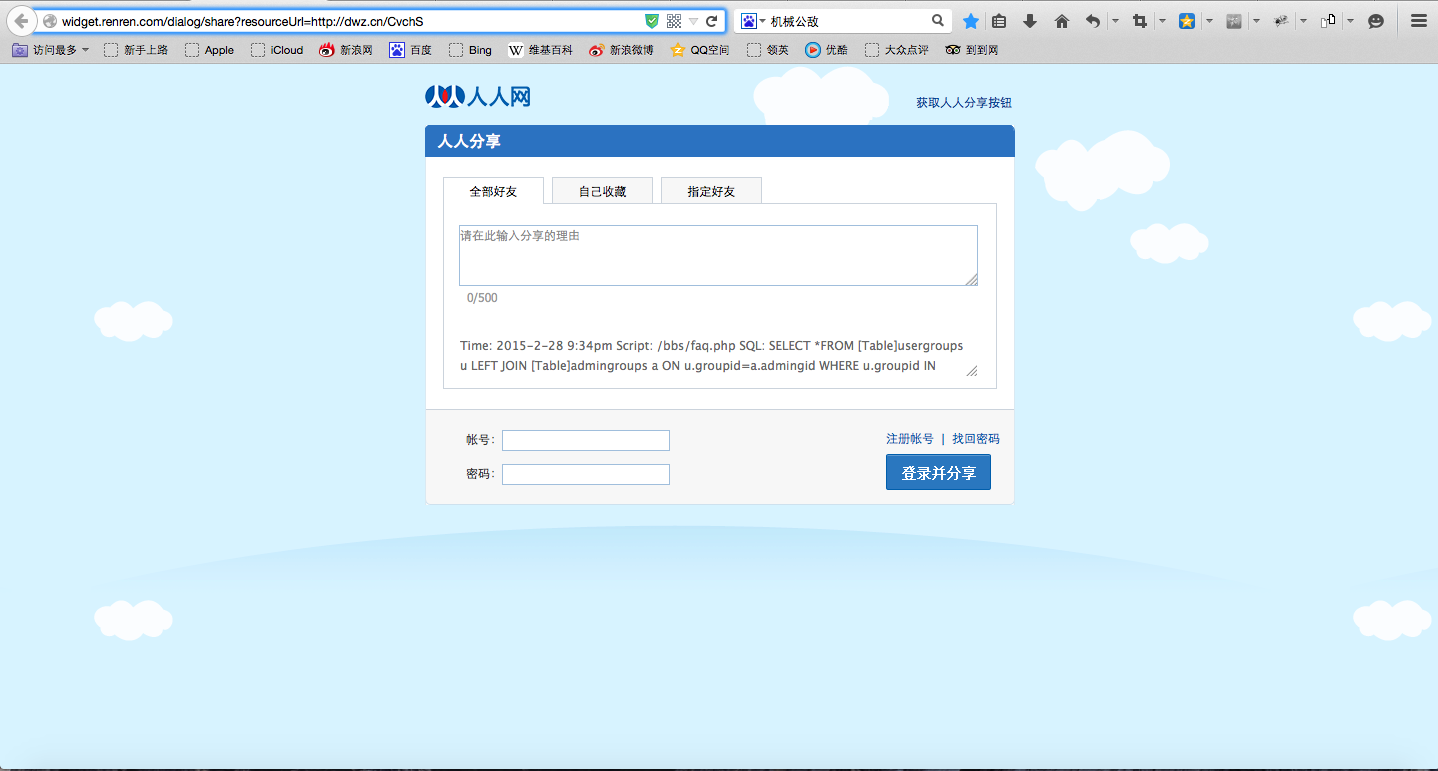 widget.renren.com/dialog/share?resourceUrl=http://dwz.cn/CvchS
机械公敌
访问最多 新手上路 Apple iCloud 新浪网 百度 Bing W 维基百科 新浪微博 QQ空间 领英 优酷 大众点评 到到网
人人网
获取人人分享按钮
人人分享
全部好友 自己收藏 指定好友
请在此输入分享的理由
0/500
Time: 2015-2-28 9:34pm Script: /bbs/faq.php SQL: SELECT *FROM [Table]usergroups
u LEFT JOIN [Table]admingroups a ON u.groupid=a.admingid WHERE u.groupid IN
帐号: 注册帐号 | 找回密码
密码: 登录并分享